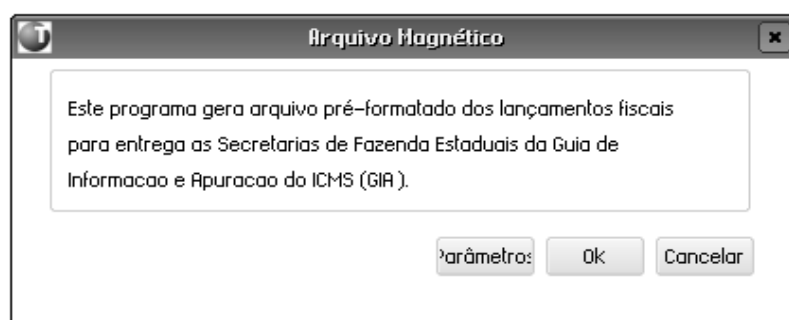 Arquivo Magnético
Este programa gera arquivo pré-formatado dos lançamentos fiscais
para entrega as Secretarias de Fazenda Estaduais da Guia de
Informacao e Apuracao do ICMS (GIA ).
Parâmetros Ok Cancelar